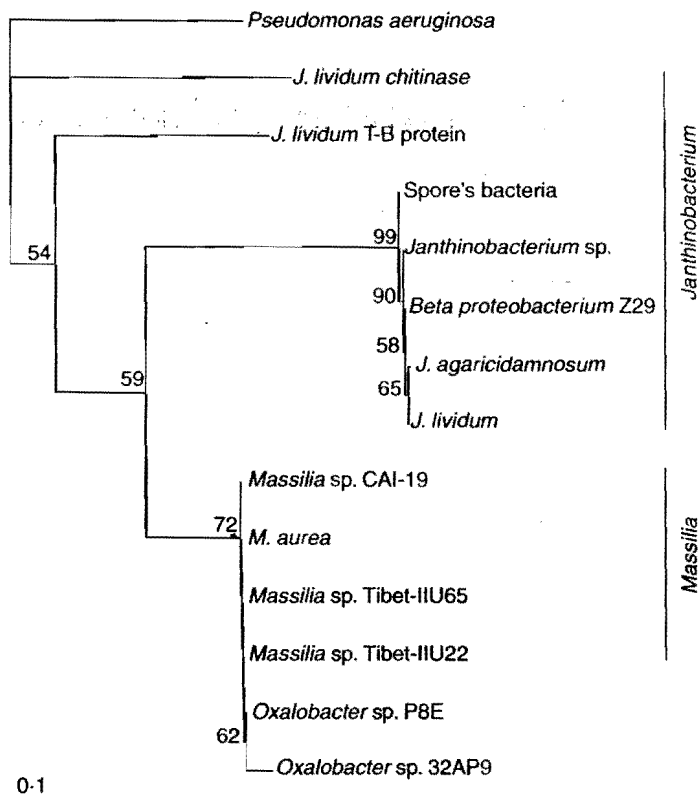 Pseudomonas aeruginosa
J. lividum chitinase
J. lividum T-B protein
Spore's bacteria
99
Janthinobacterium sp.
54
90
Beta proteobacterium Z29
58
J. agaricidamnosum
59
65
J. lividum
Janthinobacterium
Massilia sp. CAI-19
72
M. aurea
Massilia sp. Tibet-IIU65
Massilia sp. Tibet-IIU22
Massilia
Oxalobacter sp. P8E
62
Oxalobacter sp. 32AP9
0·1